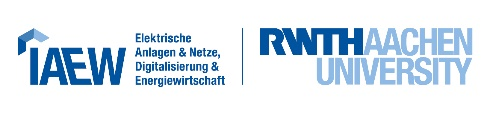 IAEW
Elektrische
Anlagen & Netze,
Digitalisierung &
Energiewirtschaft
RWTHAACHEN
UNIVERSITY